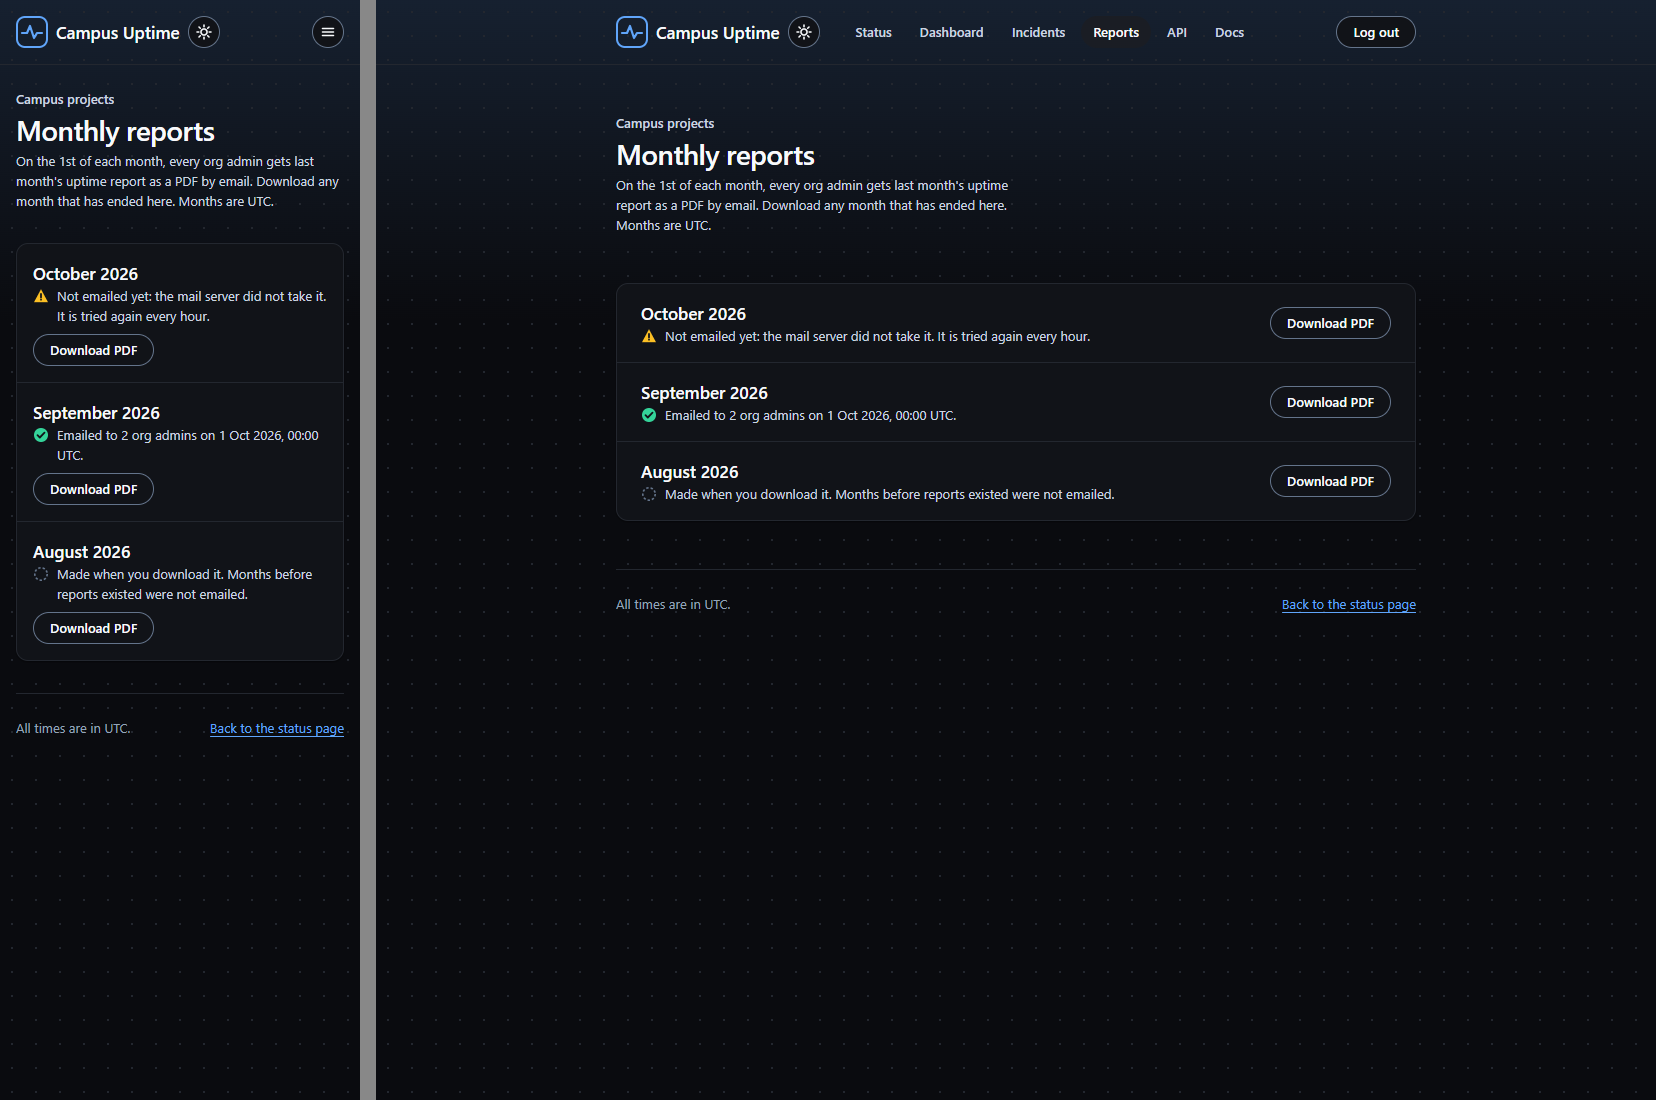 Campus Uptime
Campus projects
Monthly reports
On the 1st of each month, every org admin gets last
month's uptime report as a PDF by email. Download any
month that has ended here. Months are UTC.
October 2026
Not emailed yet: the mail server did not take it.
It is tried again every hour.
Download PDF
September 2026
Emailed to 2 org admins on 1 Oct 2026, 00:00
UTC.
Download PDF
August 2026
Made when you download it. Months before
reports existed were not emailed.
Download PDF
All times are in UTC. Back to the status page
Campus Uptime Status Dashboard Incidents Reports API Docs Log out
Campus projects
Monthly reports
On the 1st of each month, every org admin gets last month's uptime
report as a PDF by email. Download any month that has ended here.
Months are UTC.
October 2026
Not emailed yet: the mail server did not take it. It is tried again every hour.
Download PDF
September 2026
Emailed to 2 org admins on 1 Oct 2026, 00:00 UTC.
Download PDF
August 2026
Made when you download it. Months before reports existed were not emailed.
Download PDF
All times are in UTC. Back to the status page